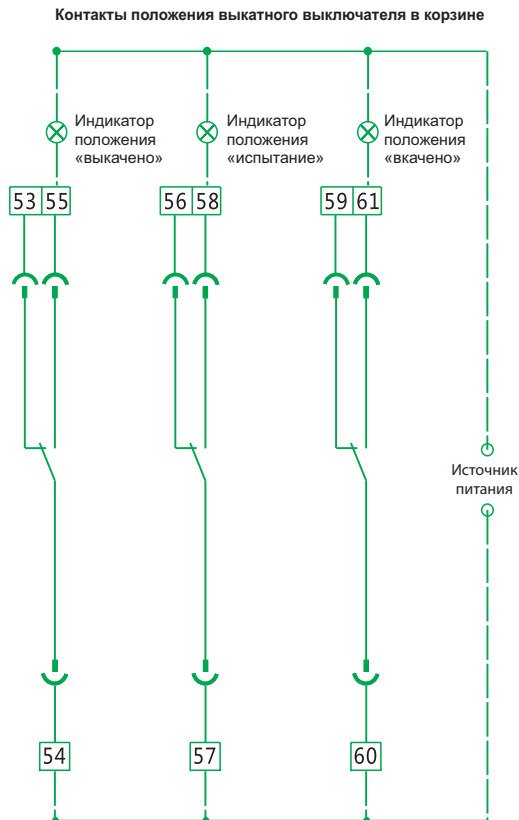 Контакты положения выкатного выключателя в корзине
Индикатор
положения
«выкачено»
Индикатор
положения
«испытание»
Индикатор
положения
«вкачено»
53 55
56 58
59 61
Источник
питания
54
57
60